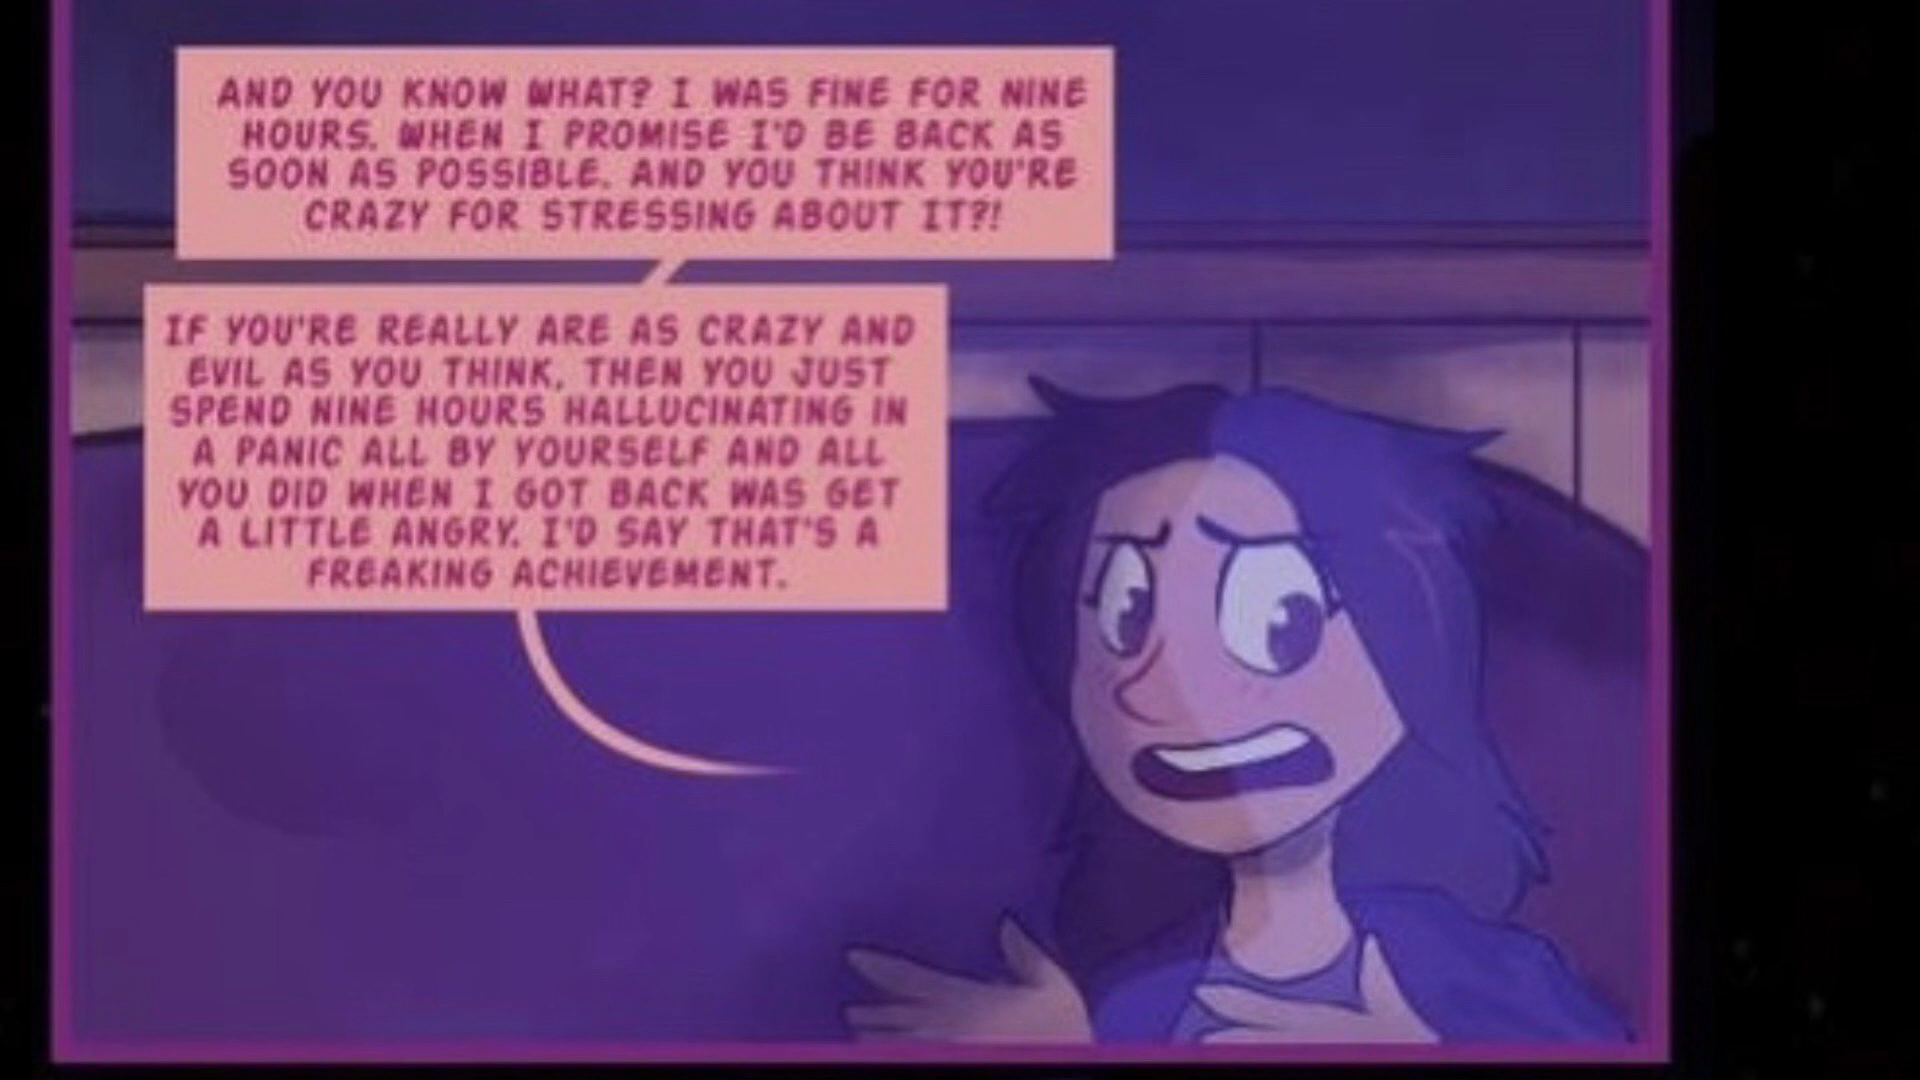 AND YOU KNOW WHAT? I WAS FINE FOR NINE
HOURS. WHEN I PROMISE I'D BE BACK AS
SOON AS POSSIBLE. AND YOU THINK YOU'RE
CRAZY FOR STRESSING ABOUT IT?!
IF YOU'RE REALLY ARE AS CRAZY AND
EVIL AS YOU THINK, THEN YOU JUST
SPEND NINE HOURS HALLUCINATING IN
A PANIC ALL BY YOURSELF AND ALL
YOU DID WHEN I GOT BACK WAS GET
A LITTLE ANGRY. I'D SAY THAT'S A
FREAKING ACHIEVEMENT.